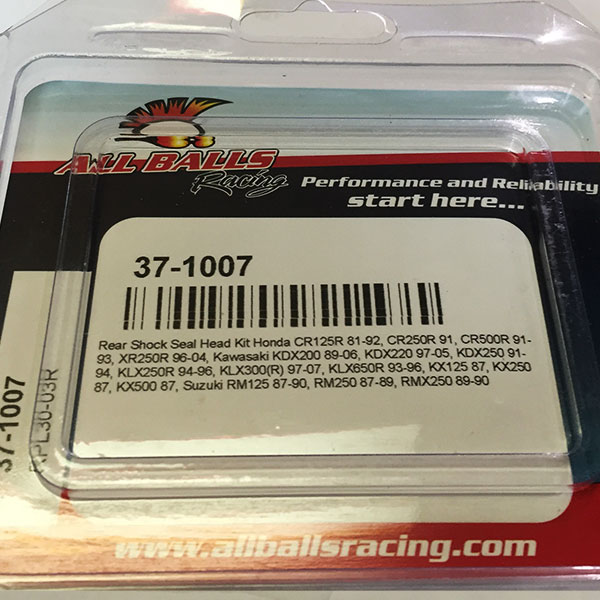 ALL BALLS
Racing
Performance and Reliability
start here...
37-1007
Rear Shock Seal Head Kit Honda CR125R 81-92, CR250R 91, CR500R 91-
93, XR250R 96-04, Kawasaki KDX200 89-06, KDX220 97-05, KDX250 91-
94, KLX250R 94-96, KLX300(R) 97-07, KLX650R 93-96, KX125 87, KX250
87, KX500 87, Suzuki RM125 87-90, RM250 87-89, RMX250 89-90
37-1007
RPL30-03R
www.allballsracing.com